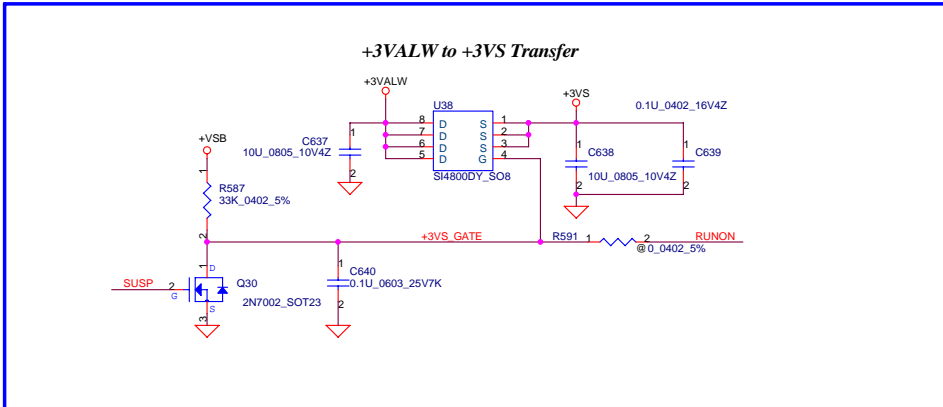 +3VALW to +3VS Transfer
+3VALW
+3VS
U38
0.1U_0402_16V4Z
8 D S 1
7 D S 2
6 D S 3
5 D G 4
SI4800DY_SO8
1
C637
10U_0805_10V4Z
2
1
C638
10U_0805_10V4Z
2
1
C639
2
+VSB
1
R587
33K_0402_5%
2
+3VS_GATE
R591
1 2
@0_0402_5%
RUNON
SUSP
1 D
2 G
Q30
S
3
2N7002_SOT23
1
C640
0.1U_0603_25V7K
2